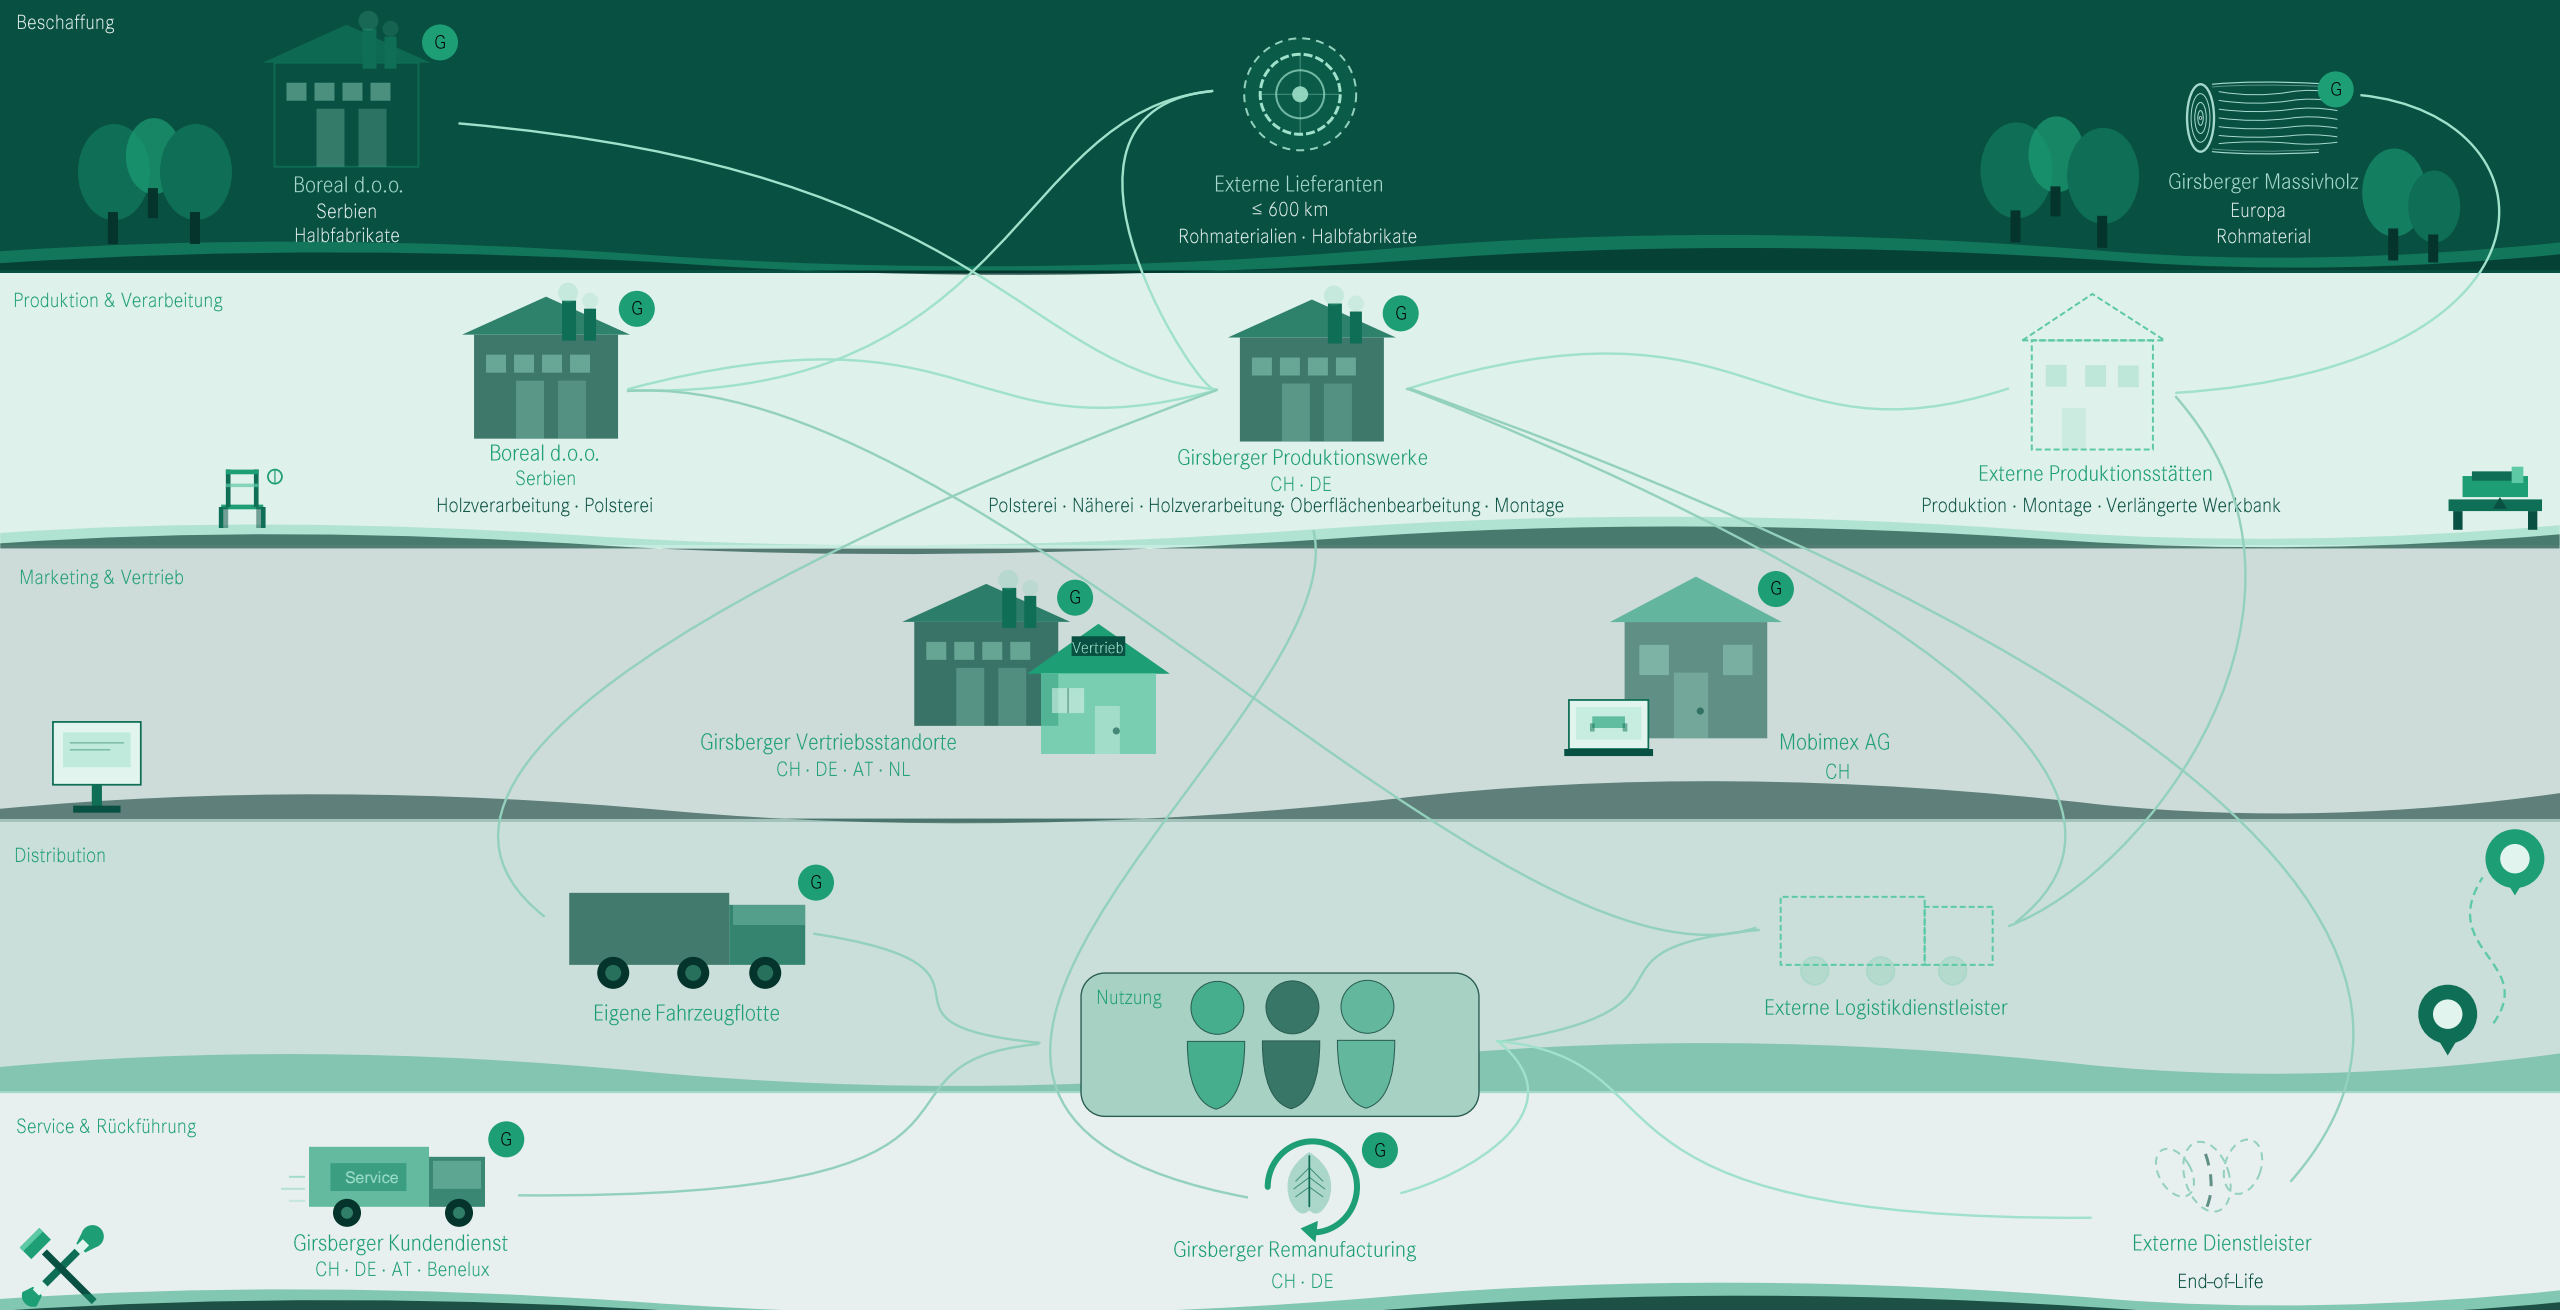 Beschaffung
G
Boreal d.o.o.
Serbien
Halbfabrikate
Externe Lieferanten
≤ 600 km
Rohmaterialien · Halbfabrikate
G
Girsberger Massivholz
Europa
Rohmaterial
Produktion & Verarbeitung
G
Boreal d.o.o.
Serbien
Holzverarbeitung · Polsterei
G
Girsberger Produktionswerke
CH · DE
Polsterei · Näherei · Holzverarbeitung· Oberflächenbearbeitung · Montage
Externe Produktionsstätten
Produktion · Montage · Verlängerte Werkbank
Marketing & Vertrieb
G
Vertrieb
Girsberger Vertriebsstandorte
CH · DE · AT · NL
G
Mobimex AG
CH
Distribution
G
Eigene Fahrzeugflotte
Nutzung
Externe Logistikdienstleister
Service & Rückführung
G
Service
Girsberger Kundendienst
CH · DE · AT · Benelux
G
Girsberger Remanufacturing
CH · DE
Externe Dienstleister
End-of-Life